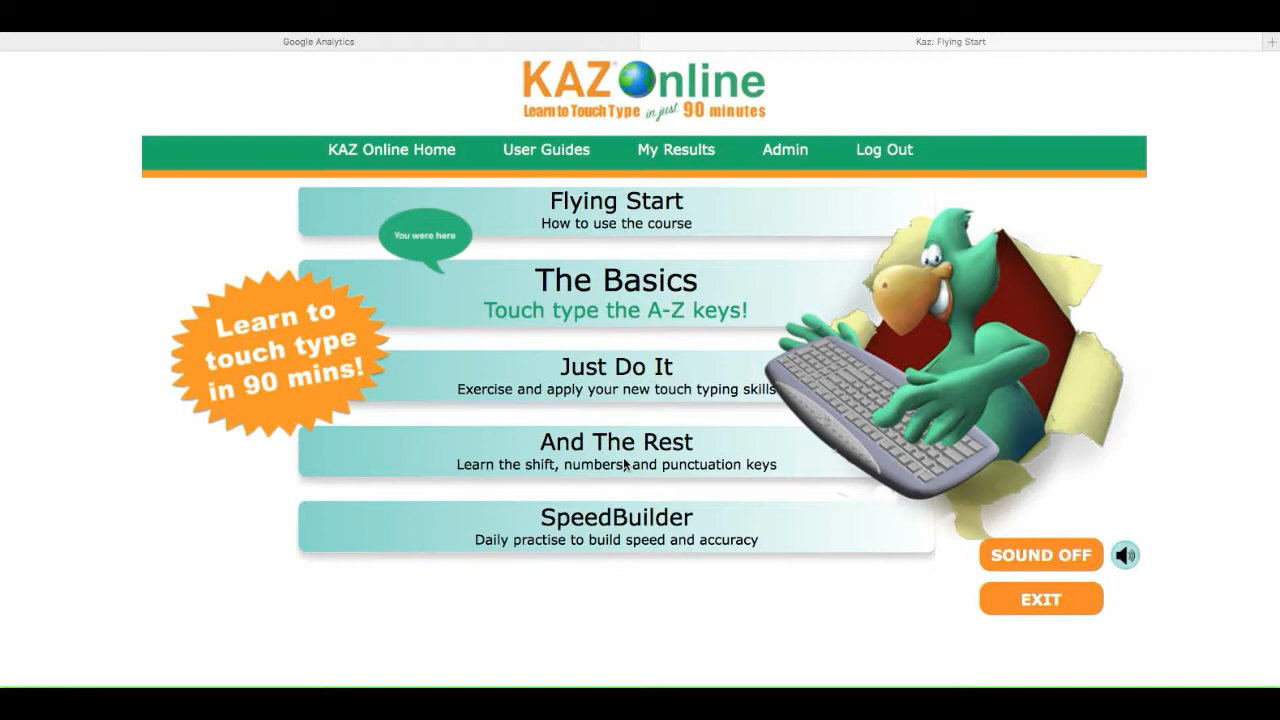 Google Analytics
Kaz: Flying Start
KAZ Online
Learn to Touch Type in just 90 minutes
KAZ Online Home
User Guides
My Results
Admin
Log Out
Flying Start
How to use the course
You were here
The Basics
Touch type the A-Z keys!
Learn to
touch type
in 90 mins!
Just Do It
Exercise and apply your new touch typing skills
And The Rest
Learn the shift, numbers and punctuation keys
SpeedBuilder
Daily practise to build speed and accuracy
SOUND OFF
EXIT